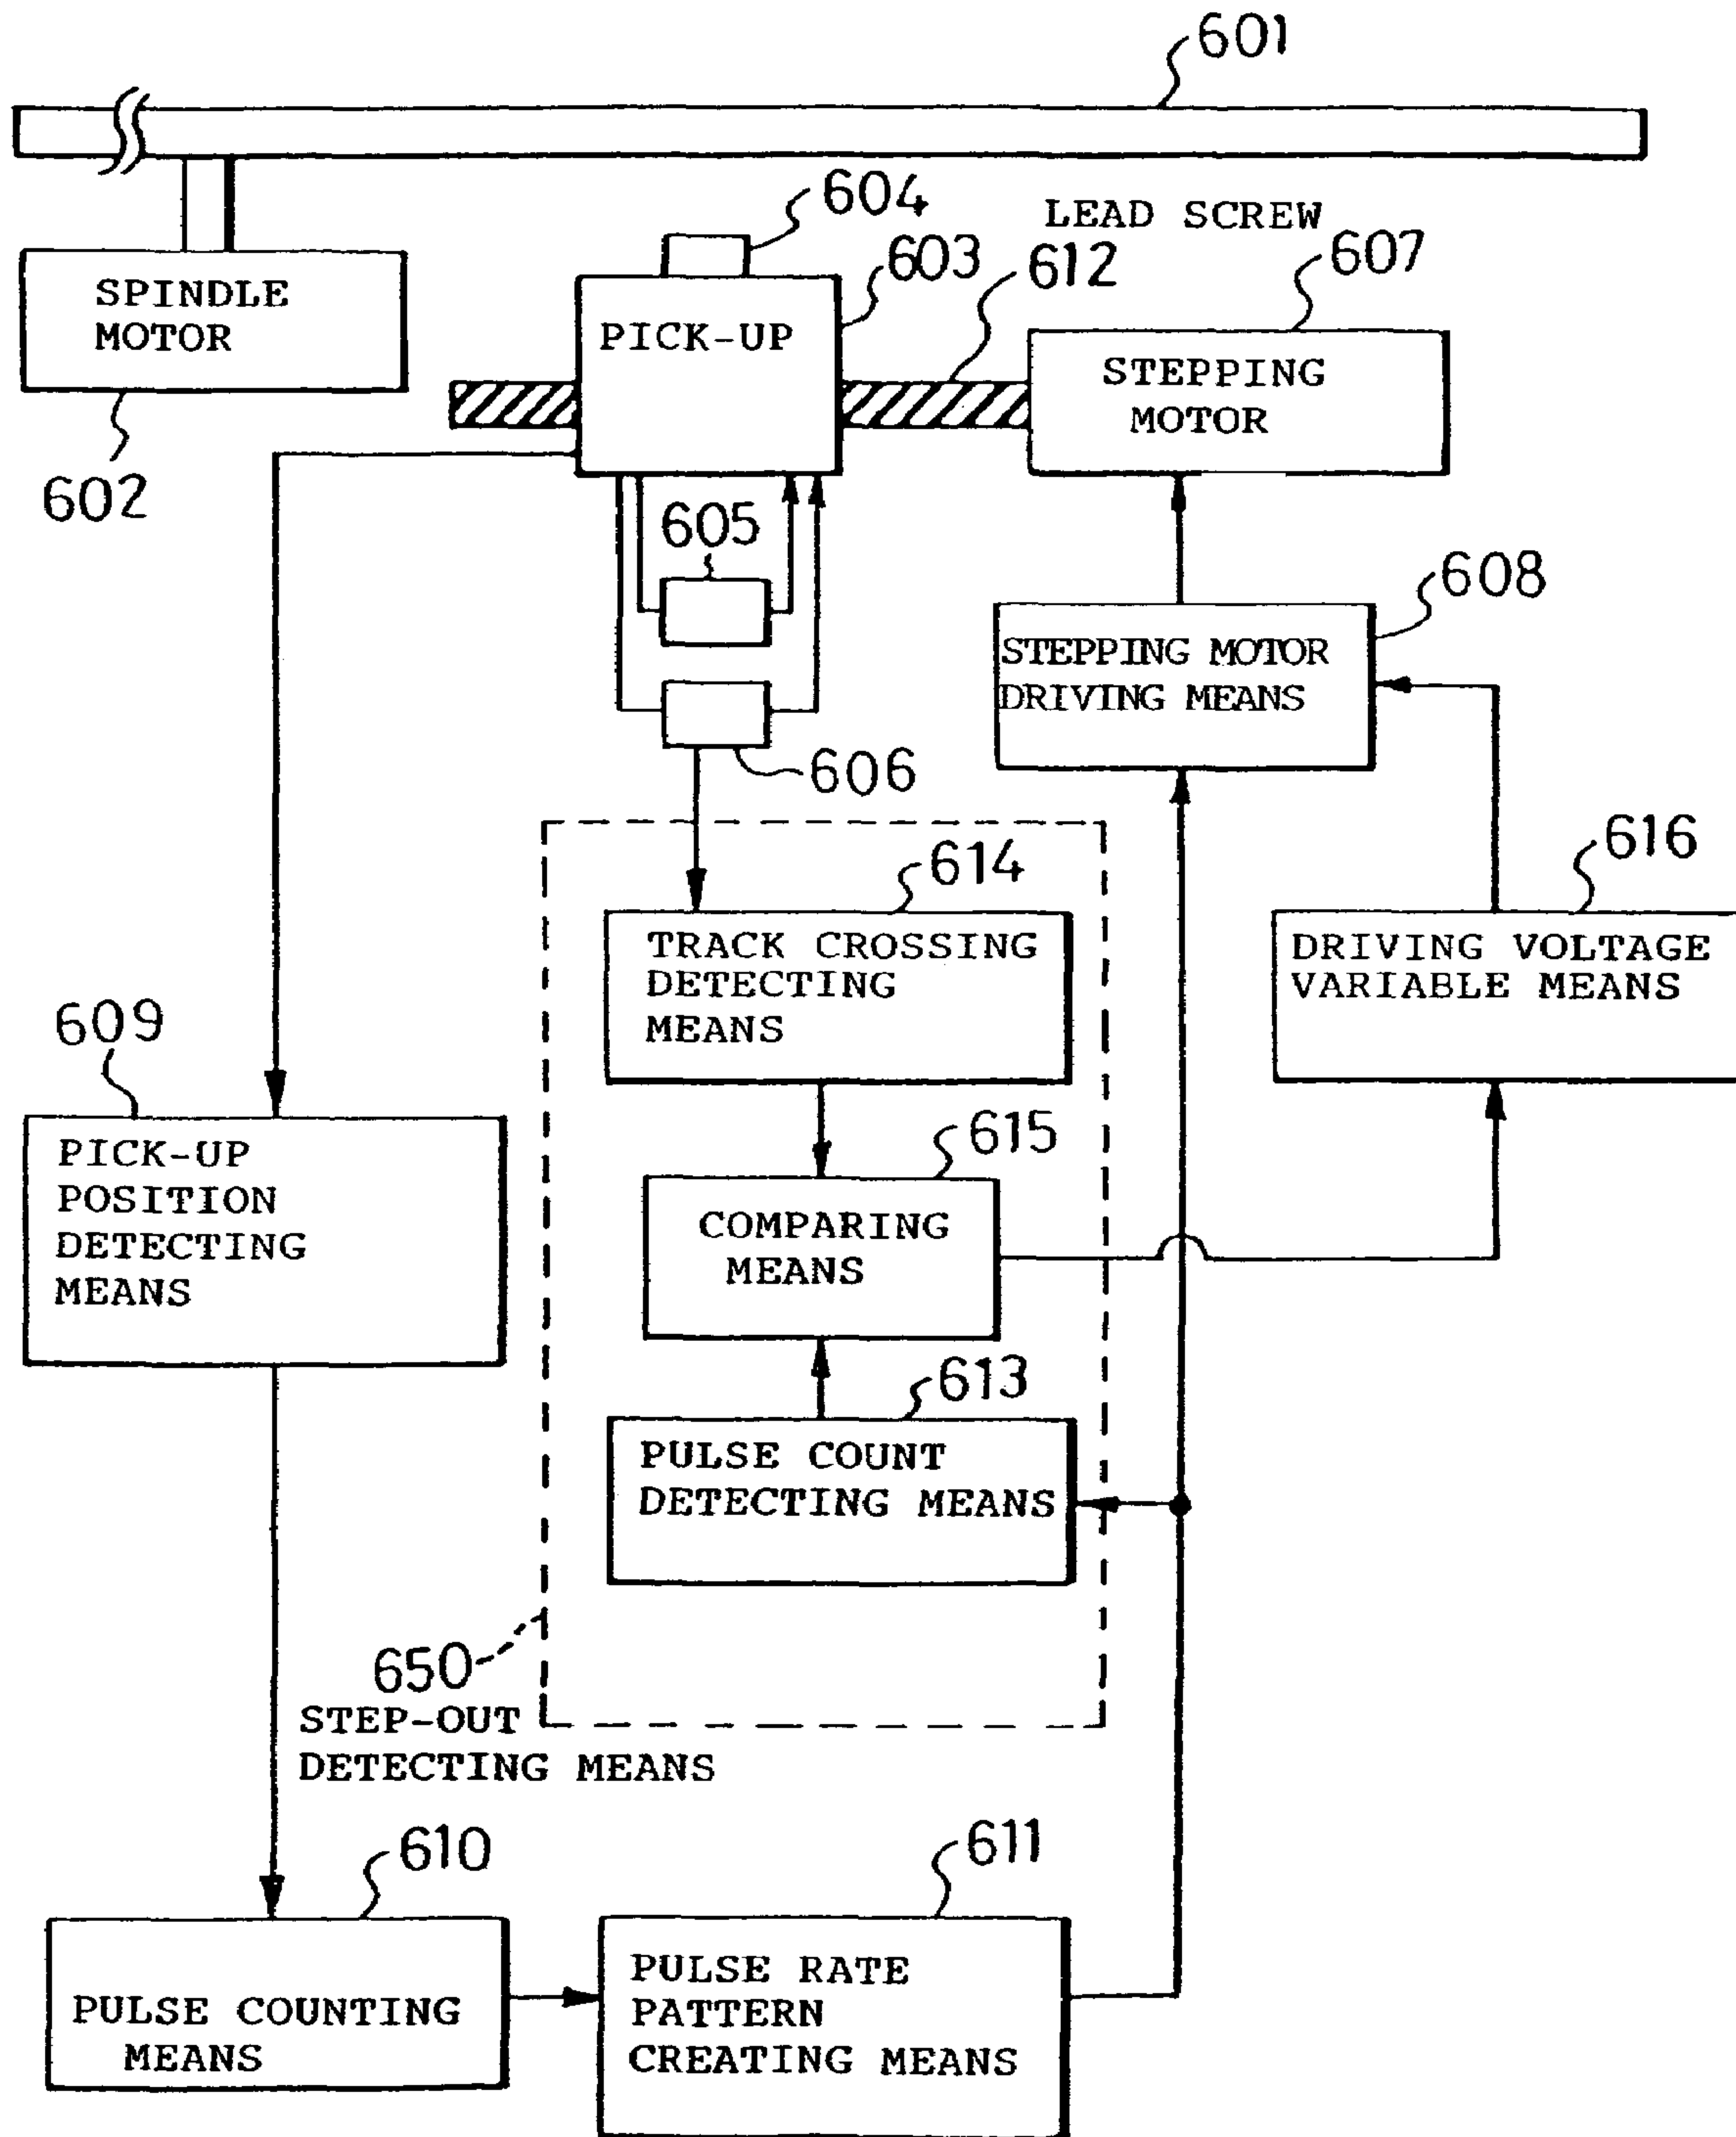 601
604
LEAD SCREW
603
612
607
SPINDLE
MOTOR
PICK-UP
STEPPING
MOTOR
602
605
608
STEPPING MOTOR
DRIVING MEANS
606
616
614
TRACK CROSSING
DETECTING
MEANS
DRIVING VOLTAGE
VARIABLE MEANS
609
PICK-UP
POSITION
DETECTING
MEANS
615
COMPARING
MEANS
613
PULSE COUNT
DETECTING MEANS
650
STEP-OUT
DETECTING MEANS
610
611
PULSE COUNTING
MEANS
PULSE RATE
PATTERN
CREATING MEANS